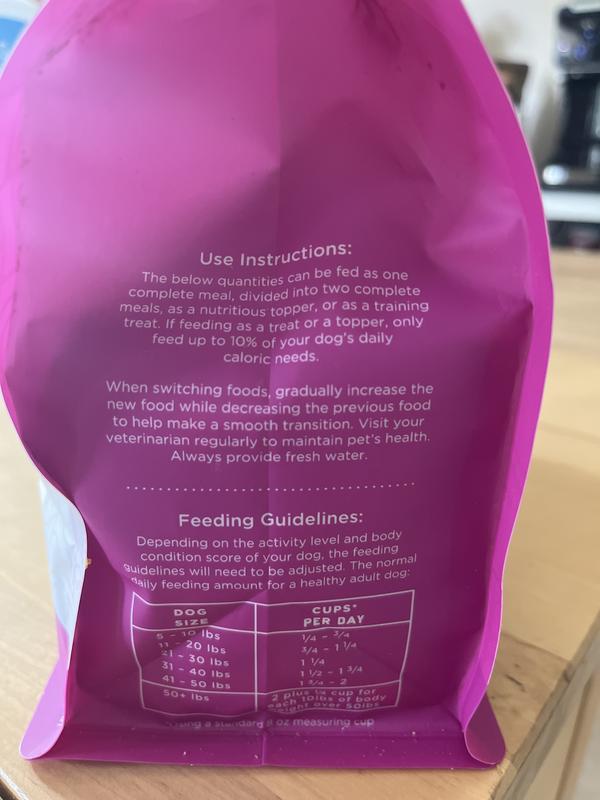 Use Instructions:
The below quantities can be fed as one
complete meal, divided into two complete
meals, as a nutritious topper, or as a training
treat. If feeding as a treat or a topper, only
feed up to 10% of your dog's daily
caloric needs.
When switching foods, gradually increase the
new food while decreasing the previous food
to help make a smooth transition. Visit your
veterinarian regularly to maintain pet's health.
Always provide fresh water.
Feeding Guidelines:
Depending on the activity level and body
condition score of your dog, the feeding
guidelines will need to be adjusted. The normal
daily feeding amount for a healthy adult dog:
DOG SIZE CUPS* PER DAY
5 - 10 lbs 1/4 - 3/4
11 - 20 lbs 3/4 - 1 1/4
21 - 30 lbs 1 1/4
31 - 40 lbs 1 1/2 - 1 3/4
41 - 50 lbs 1 3/4 - 2
50+ lbs 2 plus 1/4 cup for
each 10lbs of body
weight over 50lbs
using a standard 8 oz measuring cup